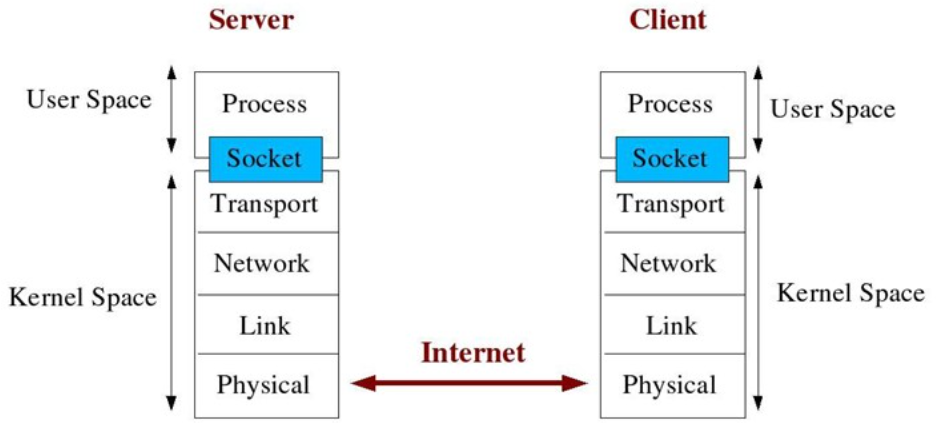 Server
Client
User Space
Process
Process
User Space
Socket
Socket
Transport
Transport
Network
Network
Kernel Space
Kernel Space
Link
Link
Internet
Physical
Physical